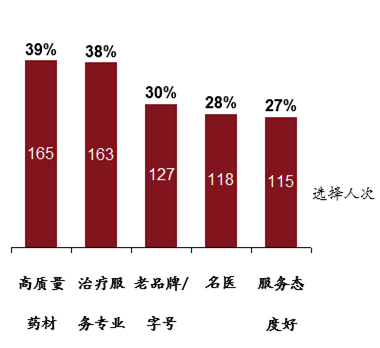 39% 38% 30% 28% 27%
165 163 127 118 115
选择人次
高质量 治疗服 老品牌/ 名医 服务态
药材 务专业 字号 度好